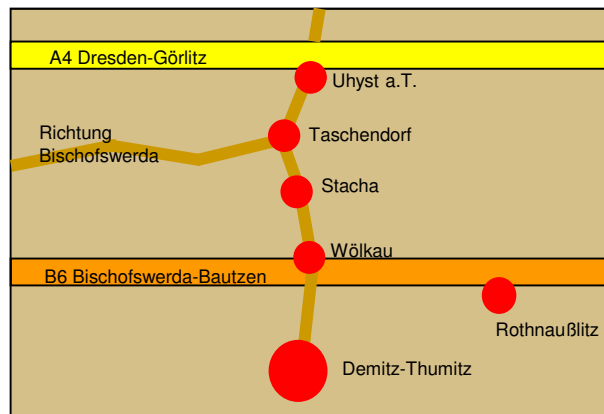 A4 Dresden-Görlitz
Uhyst a.T.
Richtung
Bischofswerda
Taschendorf
Stacha
Wölkau
B6 Bischofswerda-Bautzen
Rothnaußlitz
Demitz-Thumitz